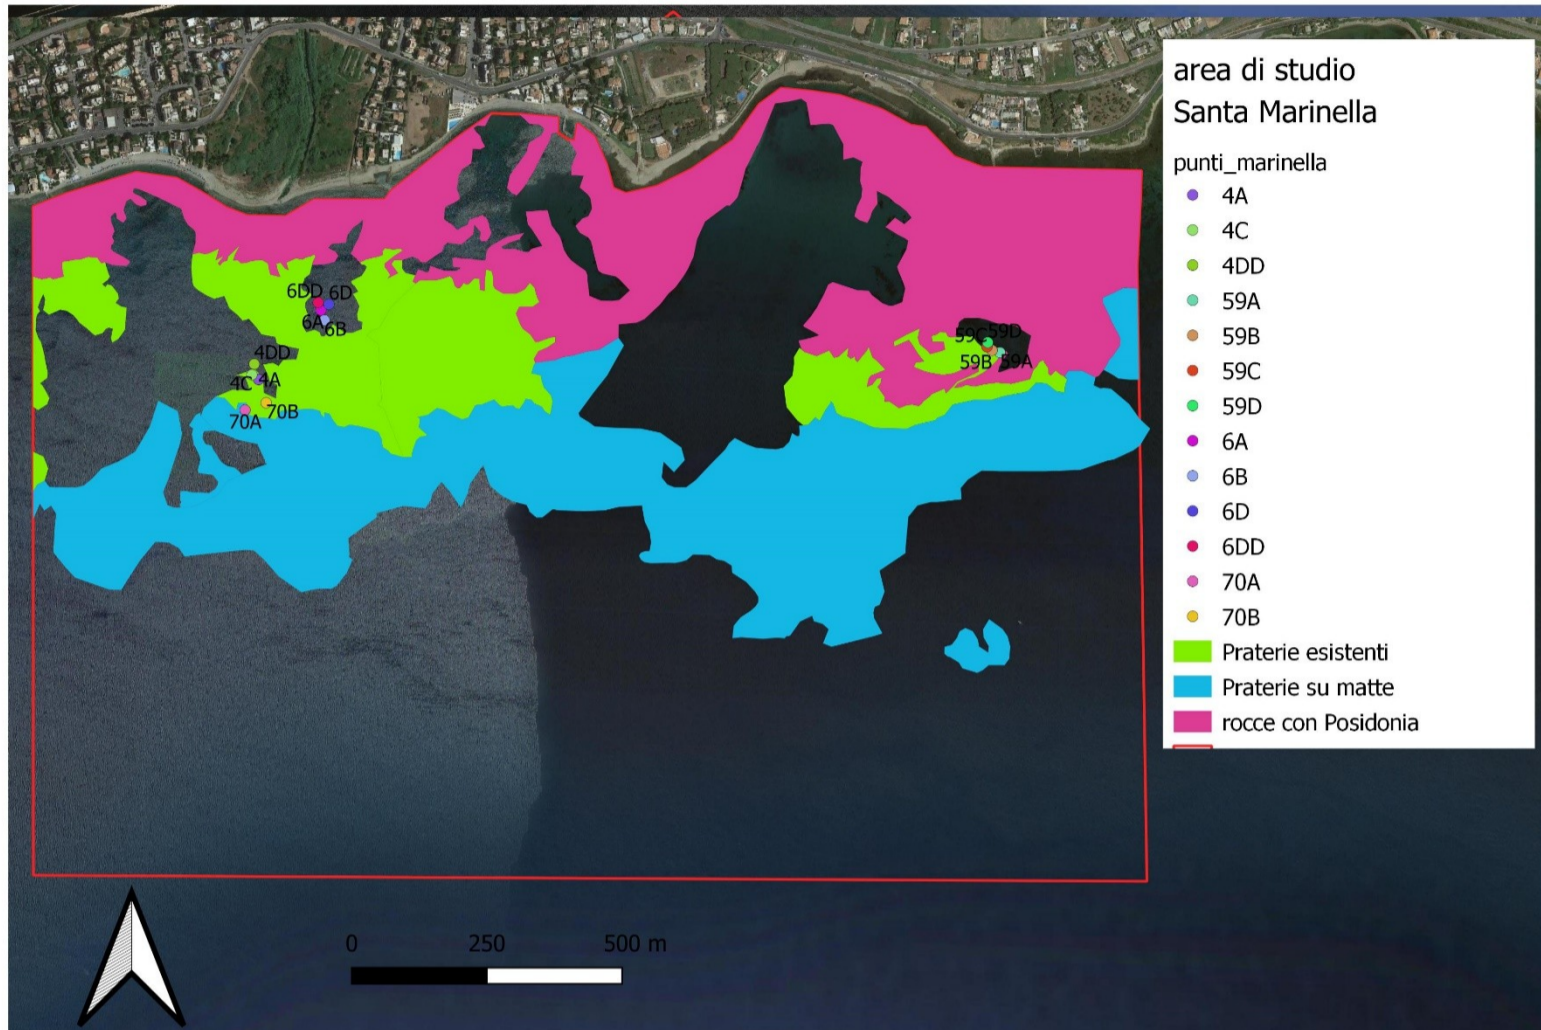 area di studio
Santa Marinella
punti_marinella
4A
4C
4DD
59A
59B
59C
59D
6A
6B
6D
6DD
70A
70B
Praterie esistenti
Praterie su matte
rocce con Posidonia
6DD 6D
6A 6B
4DD
4C 4A
70B
70A
59C 59D
59B 59A
0 250 500 m